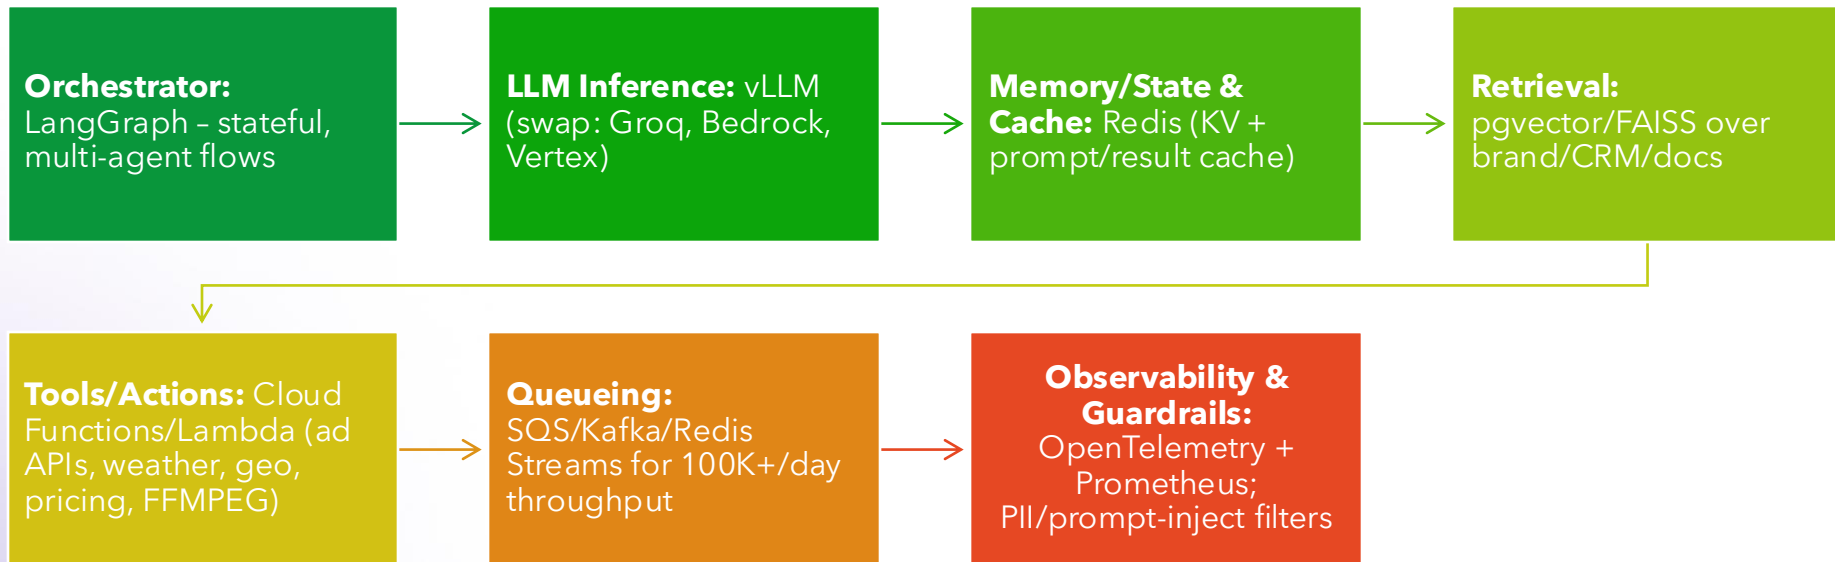 Orchestrator:
LangGraph – stateful,
multi-agent flows
LLM Inference: vLLM
(swap: Groq, Bedrock,
Vertex)
Memory/State &
Cache: Redis (KV +
prompt/result cache)
Retrieval:
pgvector/FAISS over
brand/CRM/docs
Tools/Actions: Cloud
Functions/Lambda (ad
APIs, weather, geo,
pricing, FFMPEG)
Queueing:
SQS/Kafka/Redis
Streams for 100K+/day
throughput
Observability &
Guardrails:
OpenTelemetry +
Prometheus;
PII/prompt-inject filters